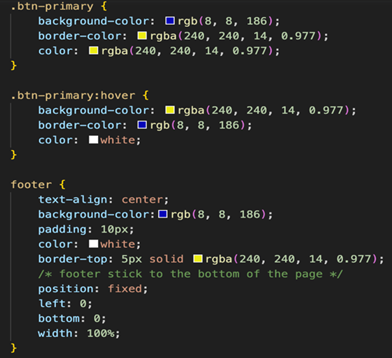 .btn-primary {
background-color: rgb(8, 8, 186);
border-color: rgba(240, 240, 14, 0.977);
color: rgba(240, 240, 14, 0.977);
}
.btn-primary:hover {
background-color: rgba(240, 240, 14, 0.977);
border-color: rgb(8, 8, 186);
color: white;
}
footer {
text-align: center;
background-color: rgb(8, 8, 186);
padding: 10px;
color: white;
border-top: 5px solid rgba(240, 240, 14, 0.977);
/* footer stick to the bottom of the page */
position: fixed;
left: 0;
bottom: 0;
width: 100%;
}